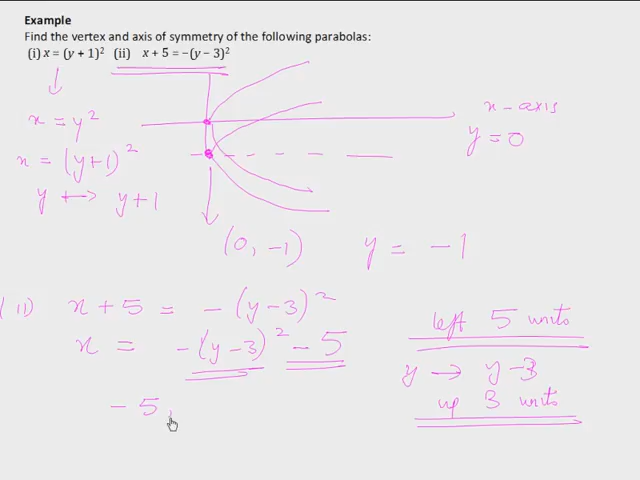 Example
Find the vertex and axis of symmetry of the following parabolas:
(i) x = (y + 1)² (ii) x + 5 = −(y − 3)²
x = y²
x = (y+1)²
y ↔ y+1
x - axis
y = 0
(0, -1) y = -1
(ii) x + 5 = -(y-3)²
x = -(y-3)² - 5
left 5 units
y → y-3
up 3 units
- 5,